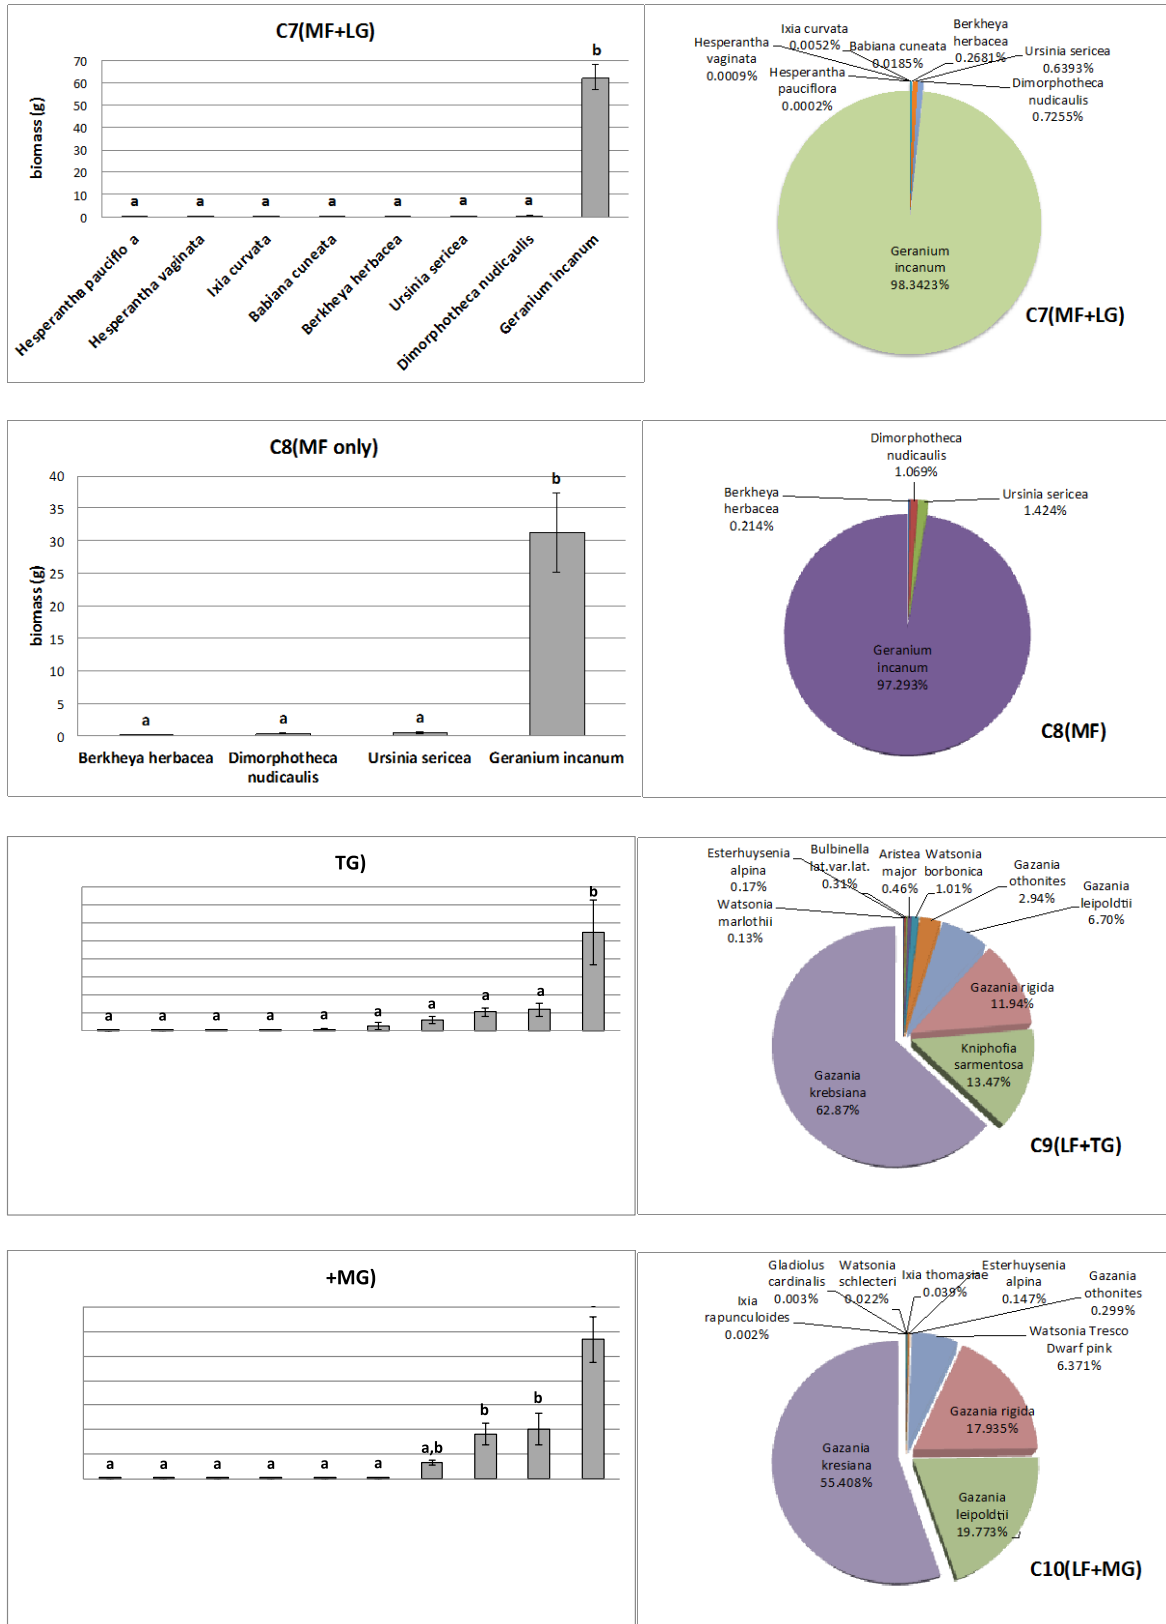 C7(MF+LG)
biomass (g)
70
60
50
40
30
20
10
0
a a a a a a a b
Hesperantha pauciflo a
Hesperantha vaginata
Ixia curvata
Babiana cuneata
Berkheya herbacea
Ursinia sericea
Dimorphotheca nudicaulis
Geranium incanum
Hesperantha
vaginata
0.0009%
Ixia curvata
0.0052%
Hesperantha
pauciflora
0.0002%
Babiana cuneata
0.0185%
Berkheya
herbacea
0.2681%
Ursinia sericea
0.6393%
Dimorphotheca
nudicaulis
0.7255%
Geranium
incanum
98.3423%
C7(MF+LG)
C8(MF only)
biomass (g)
40
35
30
25
20
15
10
5
0
a a a b
Berkheya herbacea
Dimorphotheca
nudicaulis
Ursinia sericea
Geranium incanum
Dimorphotheca
nudicaulis
1.069%
Berkheya
herbacea
0.214%
Ursinia sericea
1.424%
Geranium
incanum
97.293%
C8(MF)
TG)
a a a a a a a a a b
Esterhuysenia
alpina
0.17%
Watsonia
marlothii
0.13%
Bulbinella
lat.var.lat.
0.31%
Aristea
major
0.46%
Watsonia
borbonica
1.01%
Gazania
othonites
2.94%
Gazania
leipoldtii
6.70%
Gazania rigida
11.94%
Kniphofia
sarmentosa
13.47%
Gazania
krebsiana
62.87%
C9(LF+TG)
+MG)
a a a a a a a,b b b
Gladiolus
cardinalis
0.003%
Ixia
rapunculoides
0.002%
Watsonia
schlecteri
0.022%
Ixia thomasiae
0.039%
Esterhuysenia
alpina
0.147%
Gazania
othonites
0.299%
Watsonia Tresco
Dwarf pink
6.371%
Gazania rigida
17.935%
Gazania
leipoldtii
19.773%
Gazania
kresiana
55.408%
C10(LF+MG)